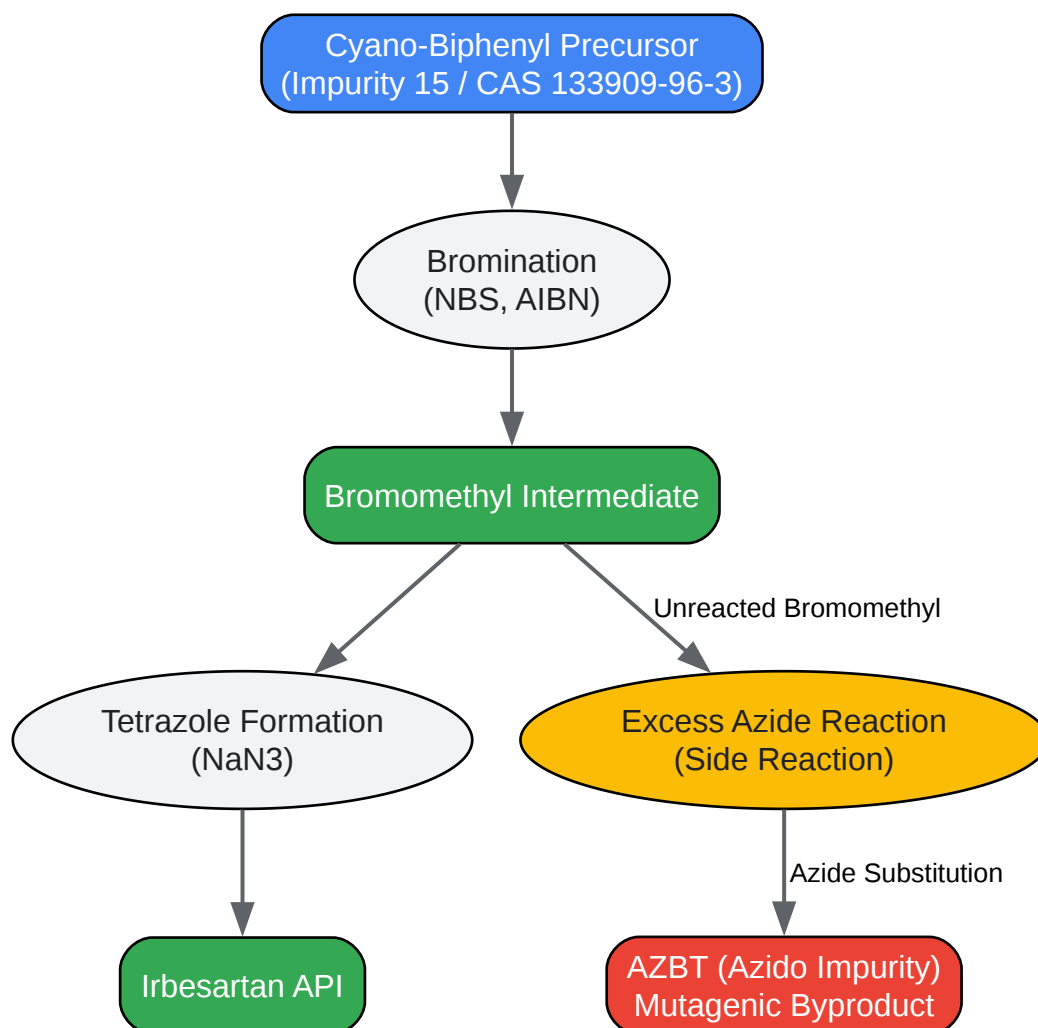 Cyano-Biphenyl Precursor
(Impurity 15 / CAS 133909-96-3)
Bromination
(NBS, AIBN)
Bromomethyl Intermediate
Unreacted Bromomethyl
Tetrazole Formation
(NaN3)
Excess Azide Reaction
(Side Reaction)
Azide Substitution
Irbesartan API
AZBT (Azido Impurity)
Mutagenic Byproduct